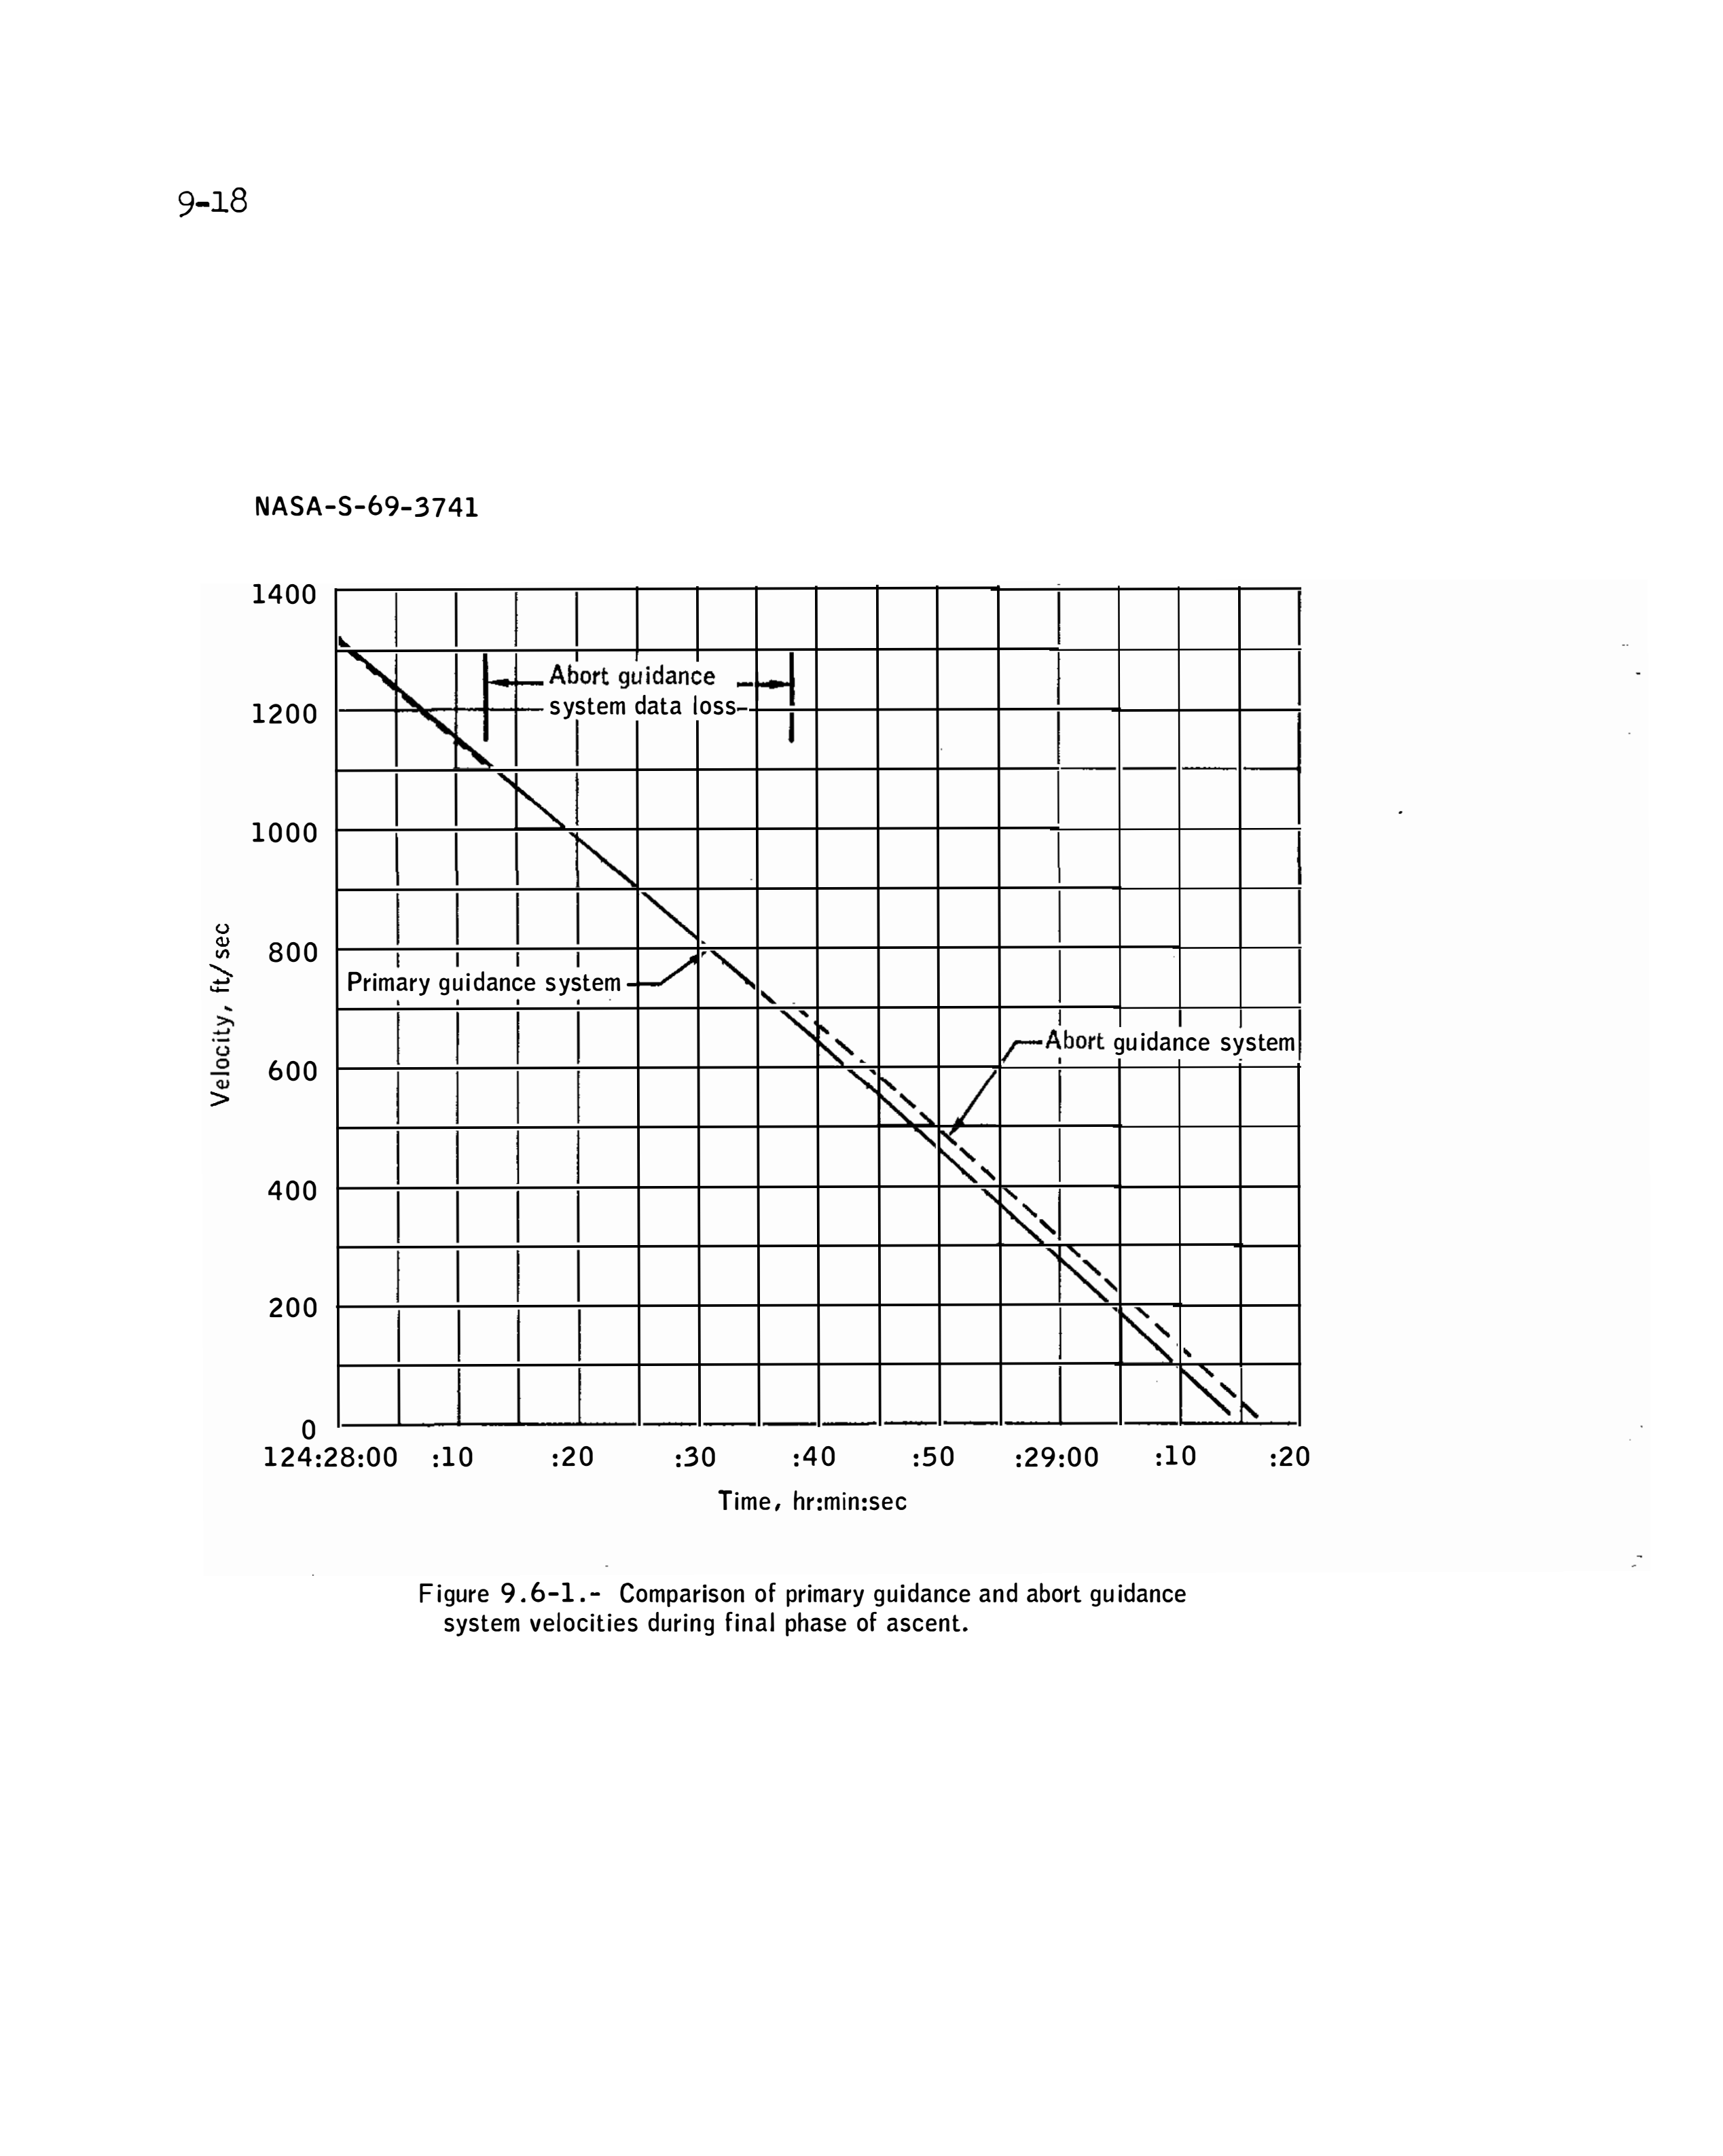 9-18
NASA-S-69-3741
1400
1200
1000
800
600
400
200
0
Velocity, ft/sec
Abort guidance
system data loss
Primary guidance system
Abort guidance system
124:28:00 :10 :20 :30 :40 :50 :29:00 :10 :20
Time, hr:min:sec
Figure 9.6-1.- Comparison of primary guidance and abort guidance
system velocities during final phase of ascent.